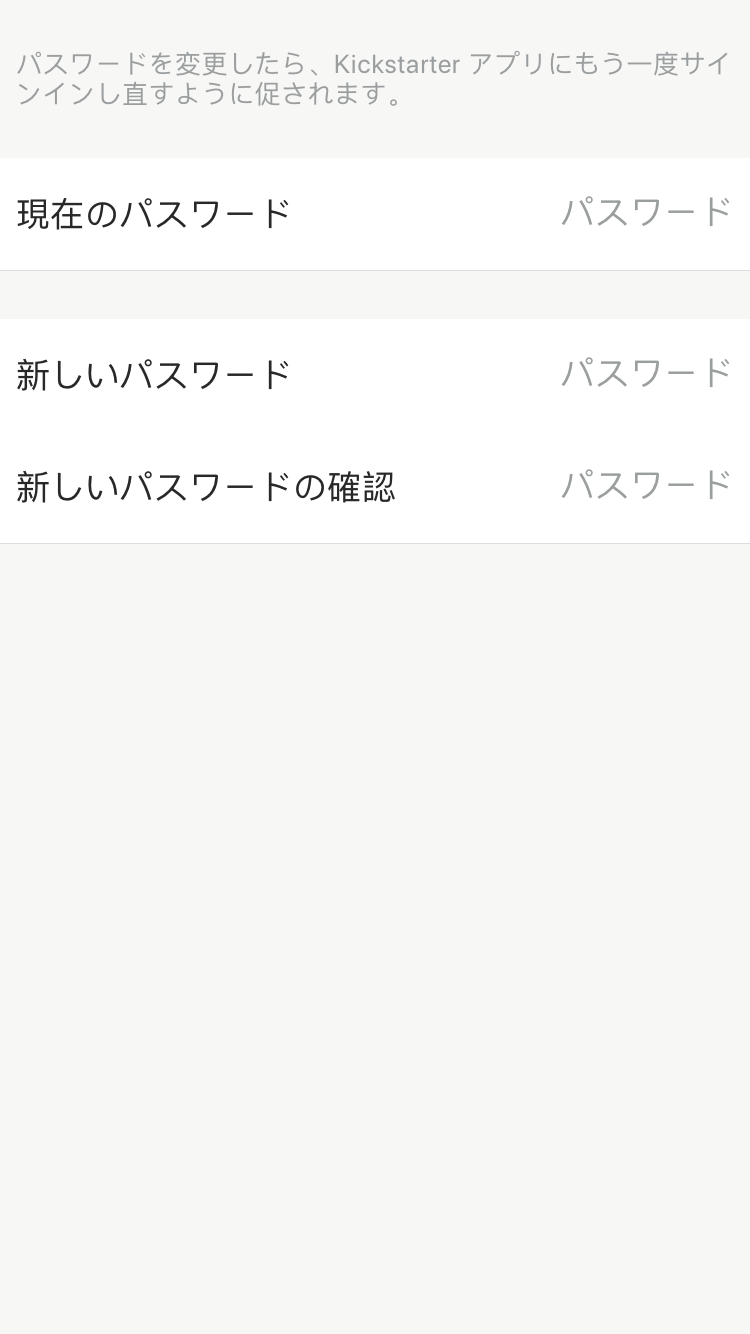 パスワードを変更したら、Kickstarter アプリにもう一度サイ
ンインし直すように促されます。
現在のパスワード パスワード
新しいパスワード パスワード
新しいパスワードの確認 パスワード